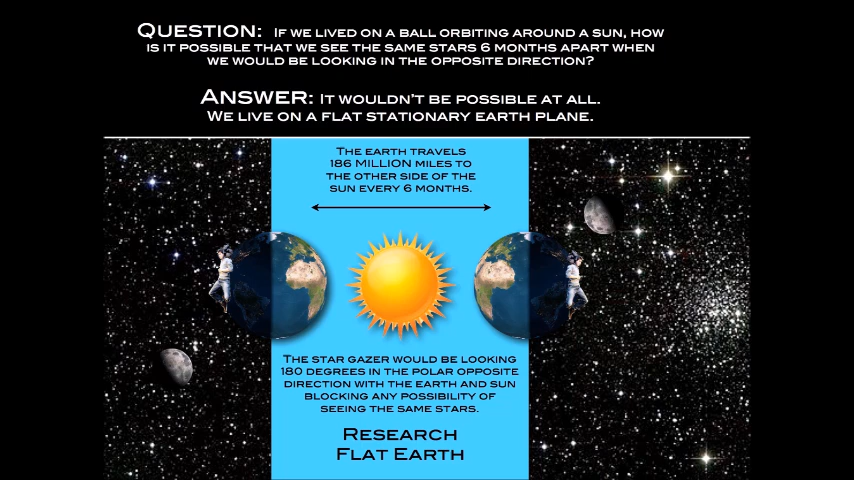 QUESTION: IF WE LIVED ON A BALL ORBITING AROUND A SUN, HOW
IS IT POSSIBLE THAT WE SEE THE SAME STARS 6 MONTHS APART WHEN
WE WOULD BE LOOKING IN THE OPPOSITE DIRECTION?
ANSWER: IT WOULDN'T BE POSSIBLE AT ALL.
WE LIVE ON A FLAT STATIONARY EARTH PLANE.
THE EARTH TRAVELS
186 MILLION MILES TO
THE OTHER SIDE OF THE
SUN EVERY 6 MONTHS.
THE STAR GAZER WOULD BE LOOKING
180 DEGREES IN THE POLAR OPPOSITE
DIRECTION WITH THE EARTH AND SUN
BLOCKING ANY POSSIBILITY OF
SEEING THE SAME STARS.
RESEARCH
FLAT EARTH